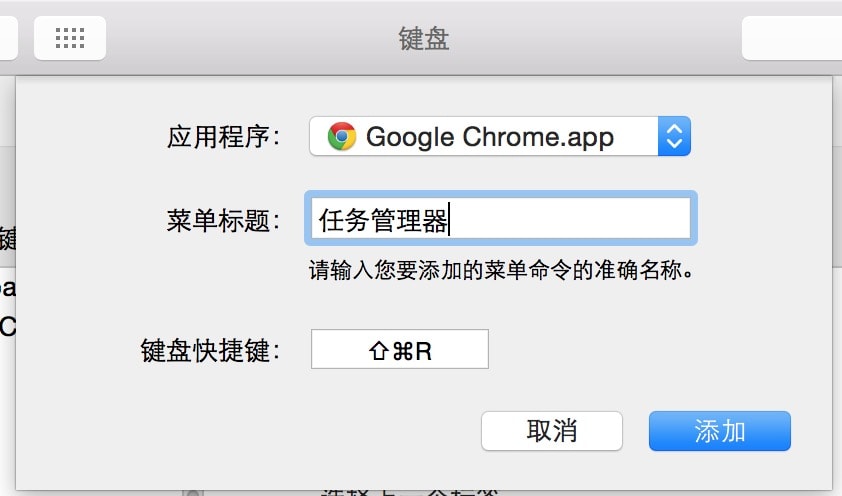 键盘
应用程序： Google Chrome.app
菜单标题： 任务管理器
请输入您要添加的菜单命令的准确名称。
键盘快捷键： ⇧⌘R
取消 添加